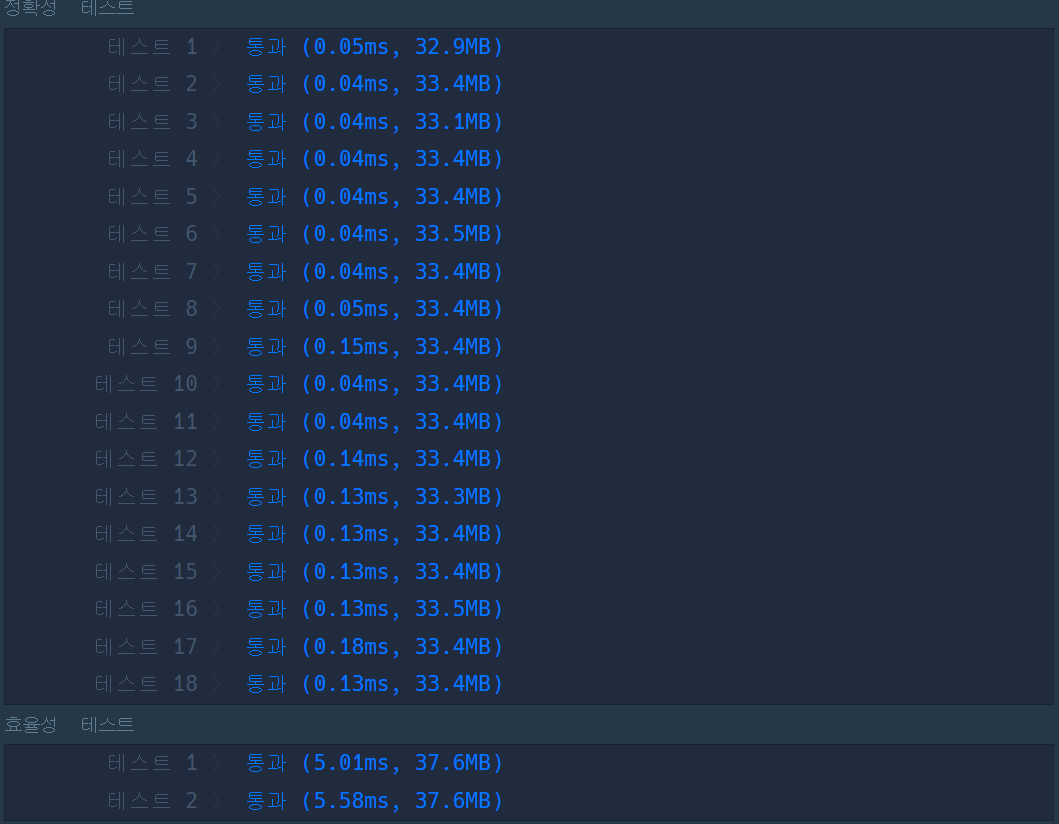 정확성 테스트
테스트 1 〉 통과 (0.05ms, 32.9MB)
테스트 2 〉 통과 (0.04ms, 33.4MB)
테스트 3 〉 통과 (0.04ms, 33.1MB)
테스트 4 〉 통과 (0.04ms, 33.4MB)
테스트 5 〉 통과 (0.04ms, 33.4MB)
테스트 6 〉 통과 (0.04ms, 33.5MB)
테스트 7 〉 통과 (0.04ms, 33.4MB)
테스트 8 〉 통과 (0.05ms, 33.4MB)
테스트 9 〉 통과 (0.15ms, 33.4MB)
테스트 10 〉 통과 (0.04ms, 33.4MB)
테스트 11 〉 통과 (0.04ms, 33.4MB)
테스트 12 〉 통과 (0.14ms, 33.4MB)
테스트 13 〉 통과 (0.13ms, 33.3MB)
테스트 14 〉 통과 (0.13ms, 33.4MB)
테스트 15 〉 통과 (0.13ms, 33.4MB)
테스트 16 〉 통과 (0.13ms, 33.5MB)
테스트 17 〉 통과 (0.18ms, 33.4MB)
테스트 18 〉 통과 (0.13ms, 33.4MB)
효율성 테스트
테스트 1 〉 통과 (5.01ms, 37.6MB)
테스트 2 〉 통과 (5.58ms, 37.6MB)